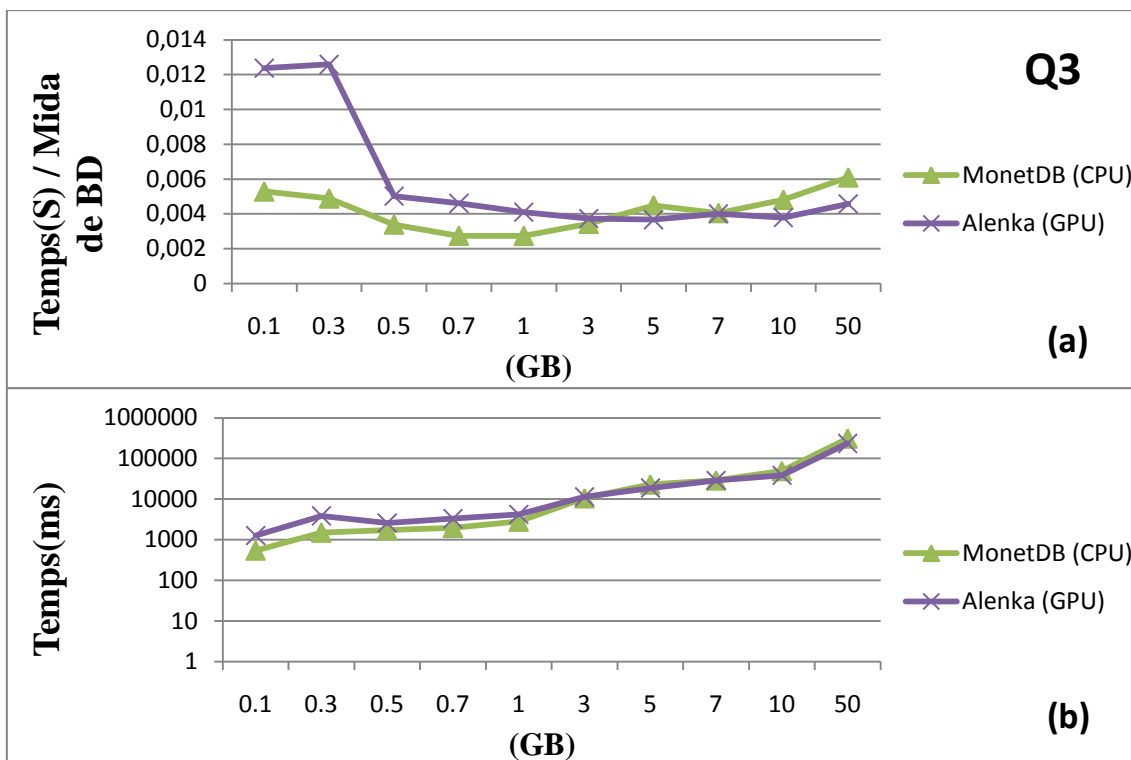 Q3
Temps(S) / Mida
de BD
0,014
0,012
0,01
0,008
0,006
0,004
0,002
0
0.1 0.3 0.5 0.7 1 3 5 7 10 50
(GB)
MonetDB (CPU)
Alenka (GPU)
(a)
Temps(ms)
1000000
100000
10000
1000
100
10
1
0.1 0.3 0.5 0.7 1 3 5 7 10 50
(GB)
MonetDB (CPU)
Alenka (GPU)
(b)